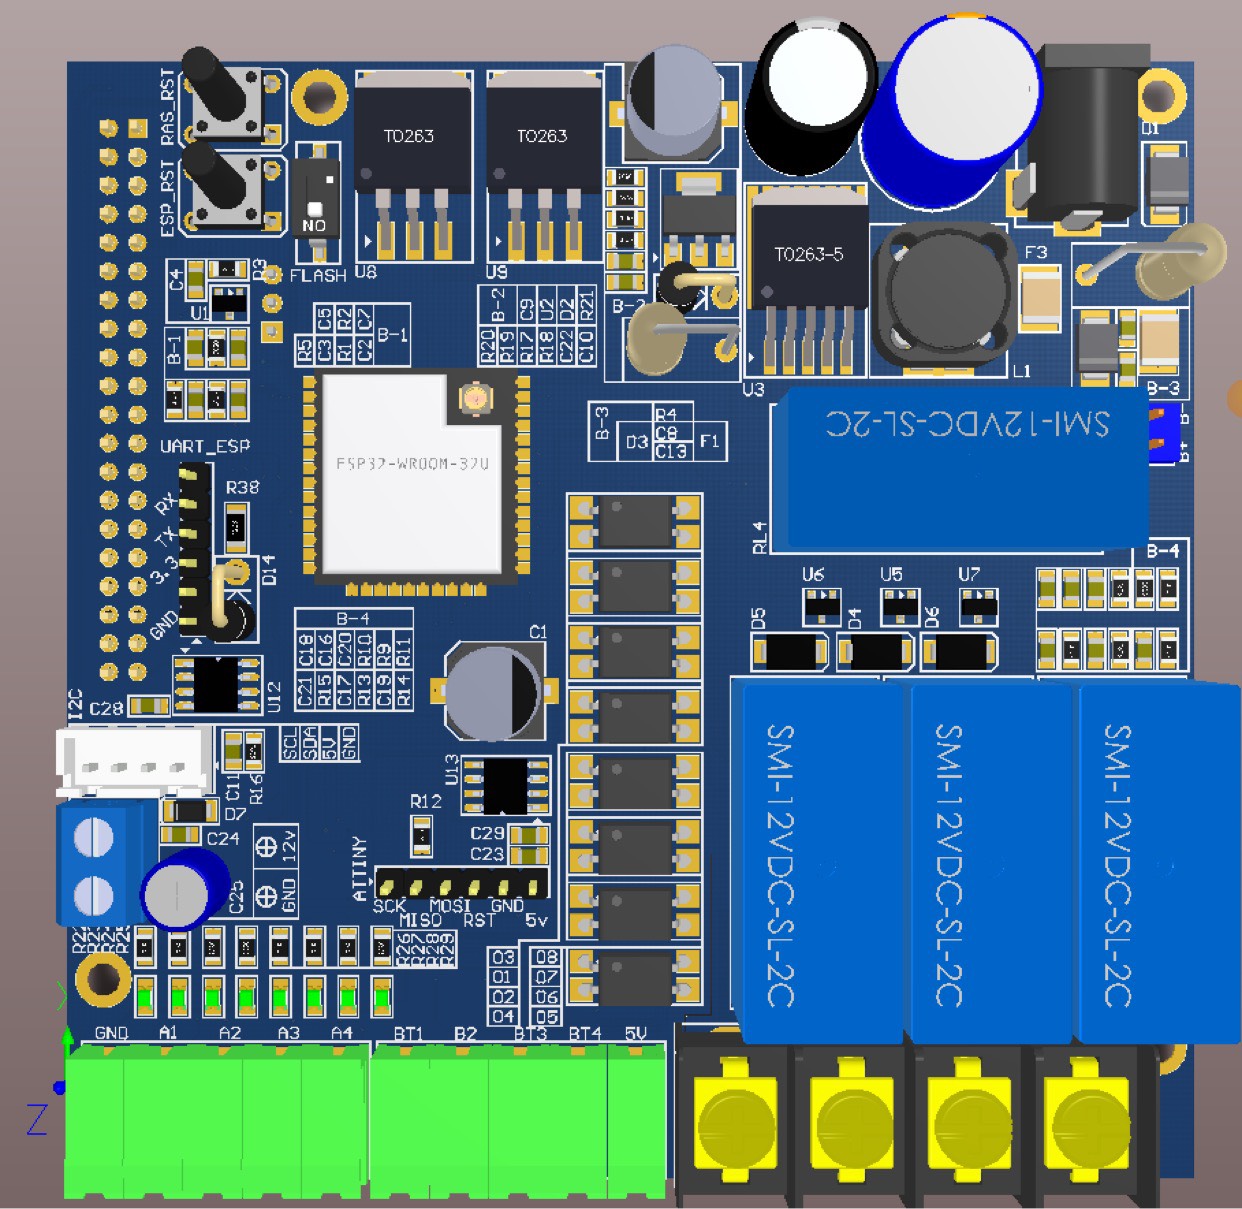 RAS_RST
ESP_RST
NO
FLASH
TO263
U8
TO263
U9
TO263-5
U3
D1
F3
L1
C4
R3
U1
B-1
R5
C3 C5
R1 R2
C2 C7
B-1
B-2 C9 U2 D2 R21
R20 R19 R17 R18 C22 C10
B-2
B-3
R4
C8
D3
C13
F1
B-3
B-
B+
SMI-12VDC-SL-2C
RL4
B-4
UART_ESP
RX
TX
3.3
GND
R38
D14
ESP32-WROOM-32U
U6
U5
U7
D5
D4
D6
B-4
C18 C16 C20 R10 R9 R11
C21 R15 C17 R13 C19 R14
C1
U12
I2C
C28
SCL
SDA
5V
GND
C11
R16
D7
C24
C25
12v
GND
U13
R12
C29
C23
ATTINY
SCK
MOSI
GND
MISO
RST
5v
R26
R27
R28
R29
O3
O1
O2
O4
O8
O7
O6
O5
SMI-12VDC-SL-2C
SMI-12VDC-SL-2C
SMI-12VDC-SL-2C
GND A1 A2 A3 A4 BT1 B2 BT3 BT4 5V
Z